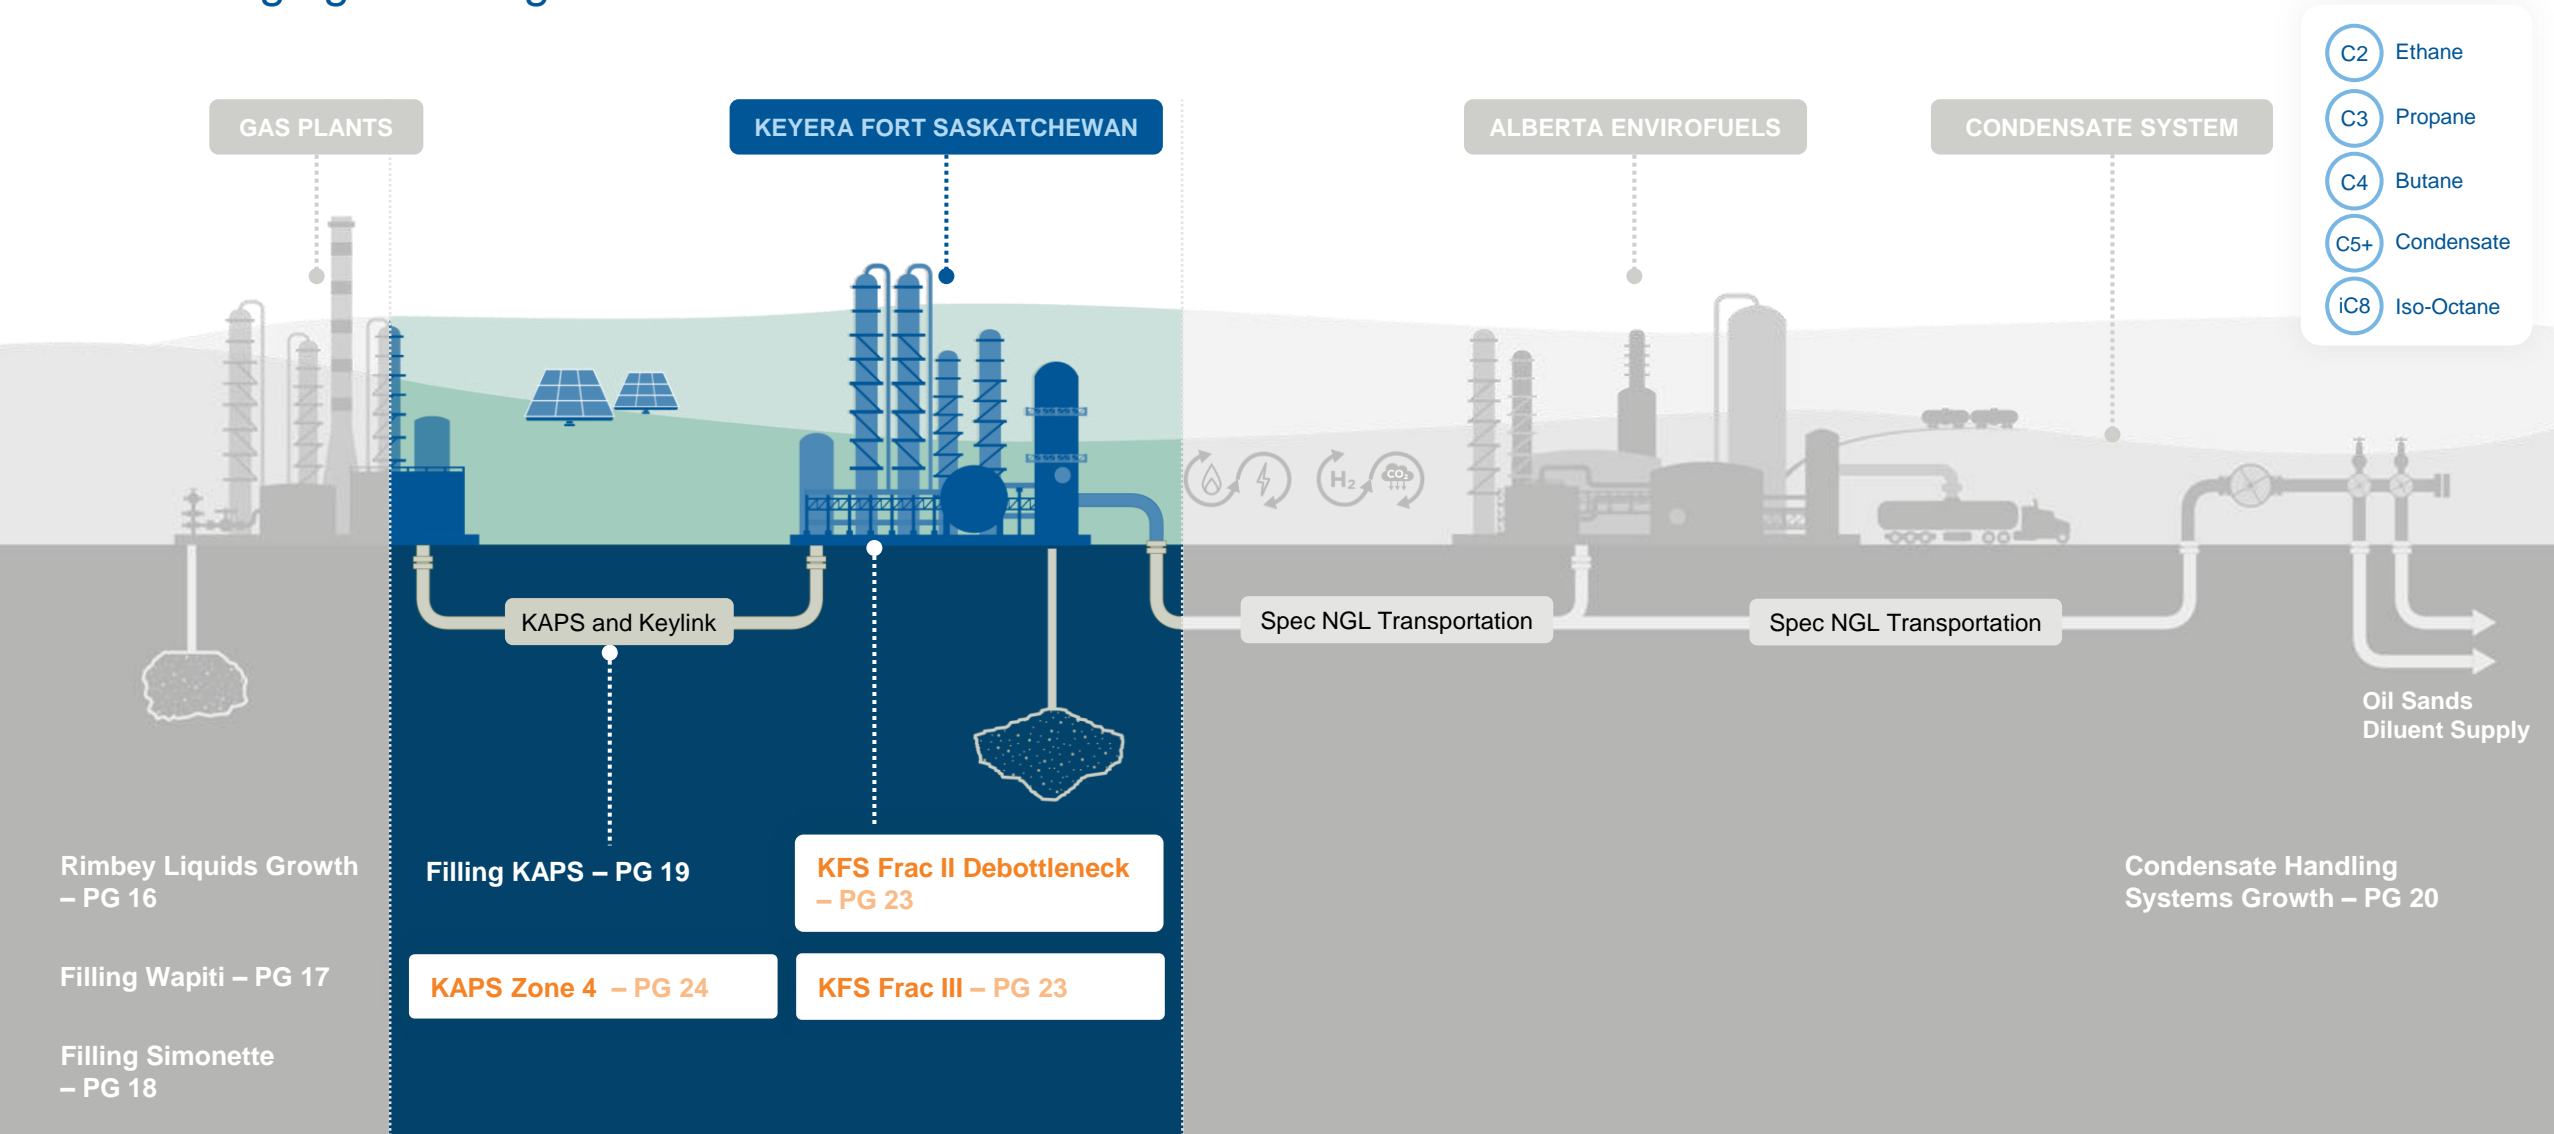 C2 Ethane
C3 Propane
C4 Butane
C5+ Condensate
iC8 Iso-Octane
GAS PLANTS
KEYERA FORT SASKATCHEWAN
ALBERTA ENVIROFUELS
CONDENSATE SYSTEM
H₂
CO₂
KAPS and Keylink
Spec NGL Transportation
Spec NGL Transportation
Oil Sands
Diluent Supply
Rimbey Liquids Growth
– PG 16
Filling Wapiti – PG 17
Filling Simonette
– PG 18
Filling KAPS – PG 19
KAPS Zone 4 – PG 24
KFS Frac II Debottleneck
– PG 23
KFS Frac III – PG 23
Condensate Handling
Systems Growth – PG 20